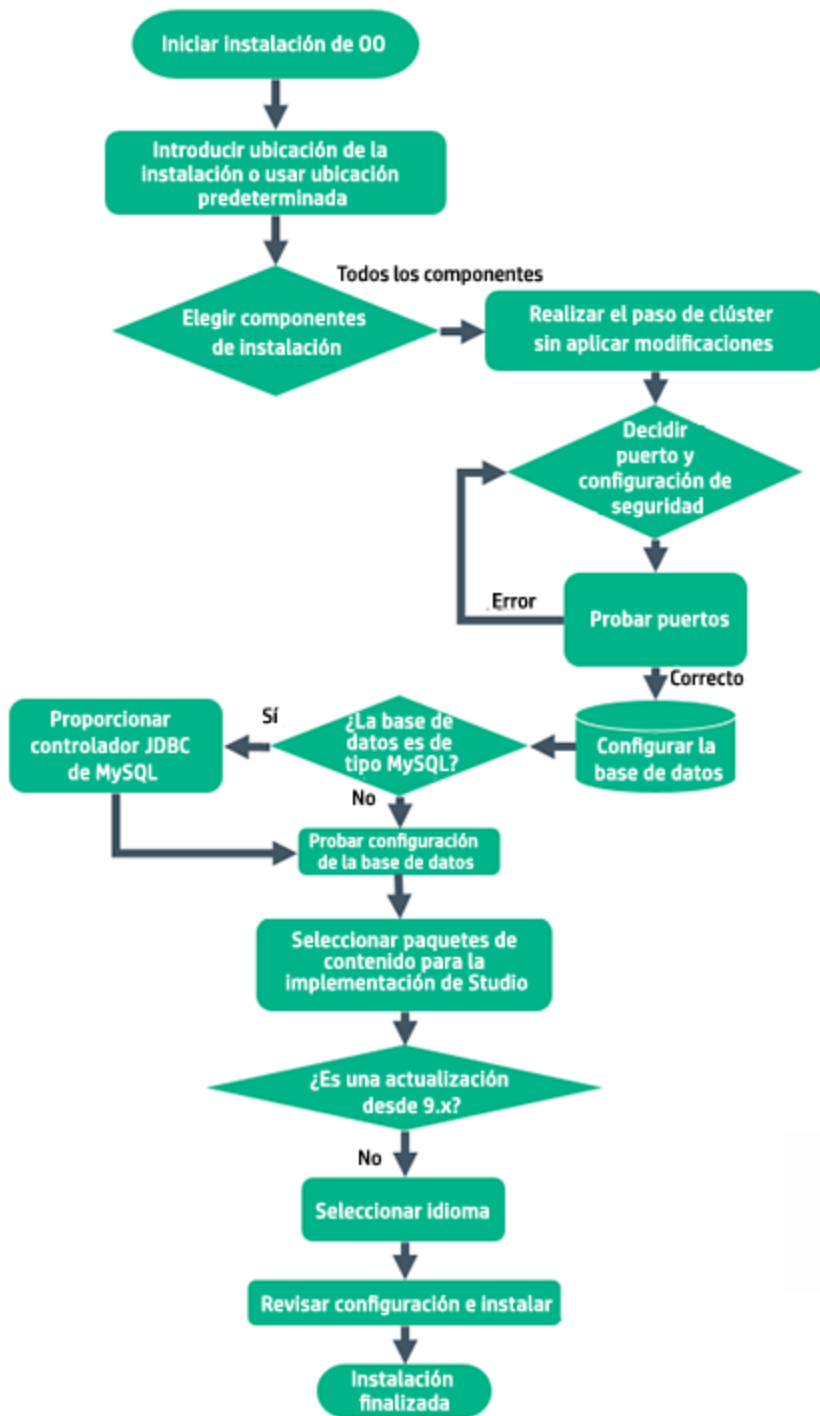 Iniciar instalación de OO
Introducir ubicación de la
instalación o usar ubicación
predeterminada
Todos los componentes
Elegir componentes
de instalación
Realizar el paso de clúster
sin aplicar modificaciones
Decidir
puerto y
configuración de
seguridad
Error
Probar puertos
Correcto
Configurar la
base de datos
¿La base de
datos es de
tipo MySQL?
Sí
Proporcionar
controlador JDBC
de MySQL
No
Probar configuración
de la base de datos
Seleccionar paquetes de
contenido para la
implementación de Studio
¿Es una actualización
desde 9.x?
No
Seleccionar idioma
Revisar configuración e instalar
Instalación
finalizada